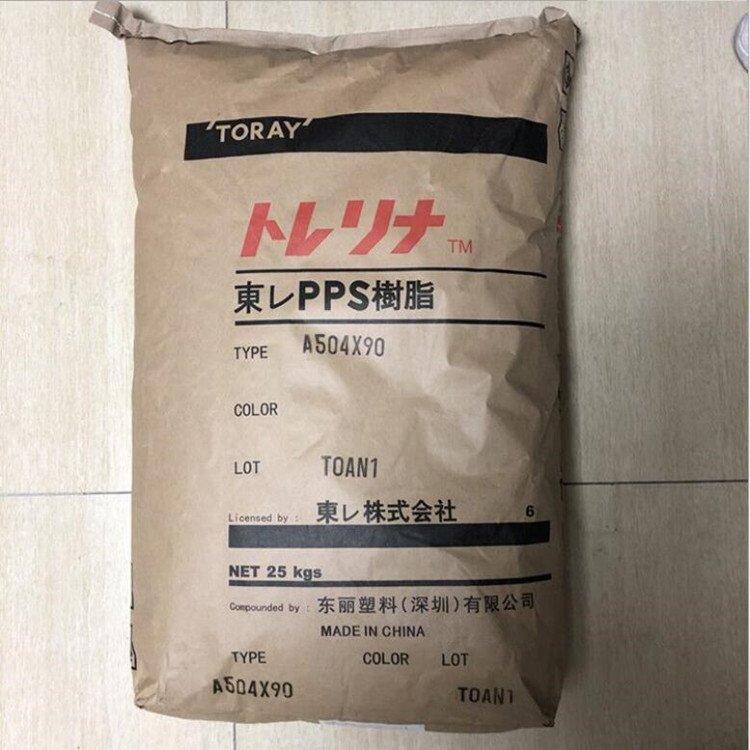 TORAY
トレリナ TM
東レPPS樹脂
TYPE A504X90
COLOR
LOT TOAN1
Licensed by : 東レ株式会社 6
NET 25 kgs
Compounded by : 东丽塑料(深圳)有限公司
MADE IN CHINA
TYPE COLOR LOT
A504X90 TOAN1